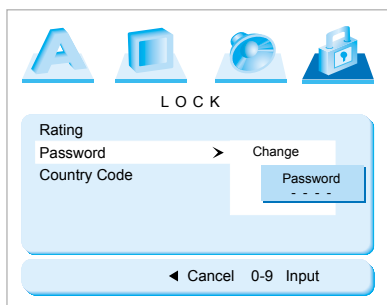 A
LOCK
Rating
Password Change
Country Code Password
- - - -
Cancel 0-9 Input